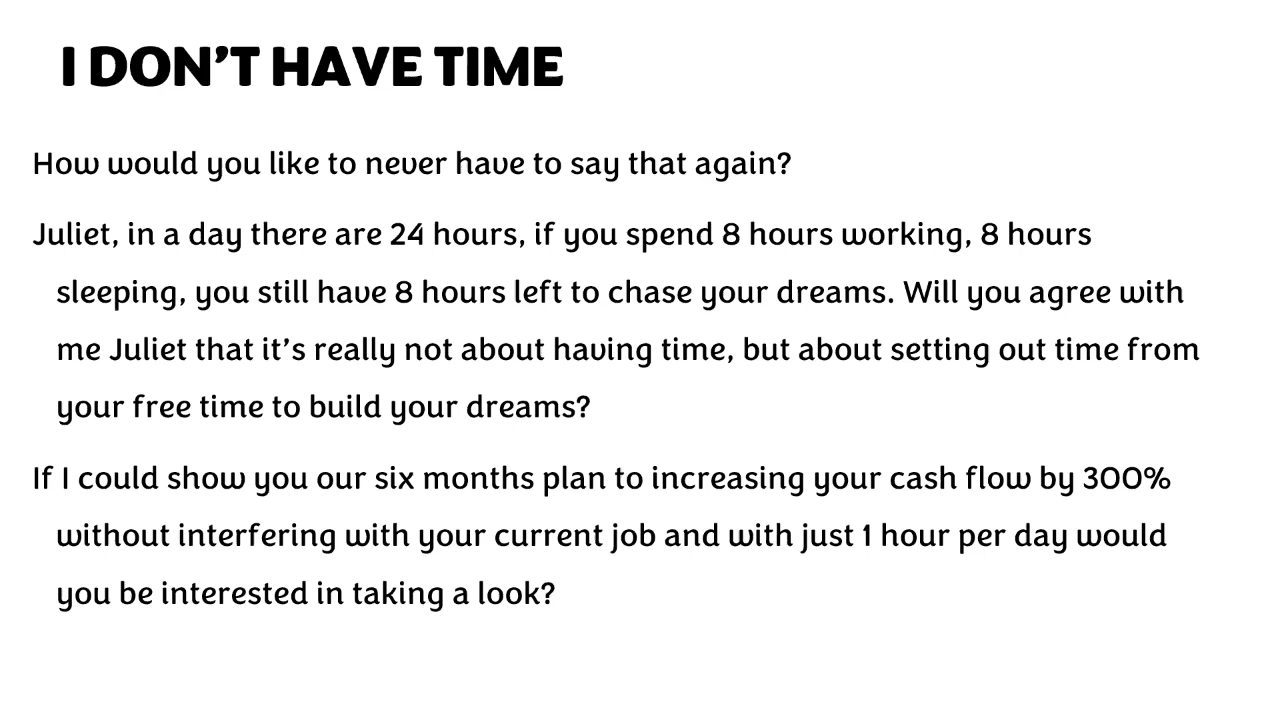 I DON’T HAVE TIME
How would you like to never have to say that again?
Juliet, in a day there are 24 hours, if you spend 8 hours working, 8 hours
sleeping, you still have 8 hours left to chase your dreams. Will you agree with
me Juliet that it’s really not about having time, but about setting out time from
your free time to build your dreams?
If I could show you our six months plan to increasing your cash flow by 300%
without interfering with your current job and with just 1 hour per day would
you be interested in taking a look?